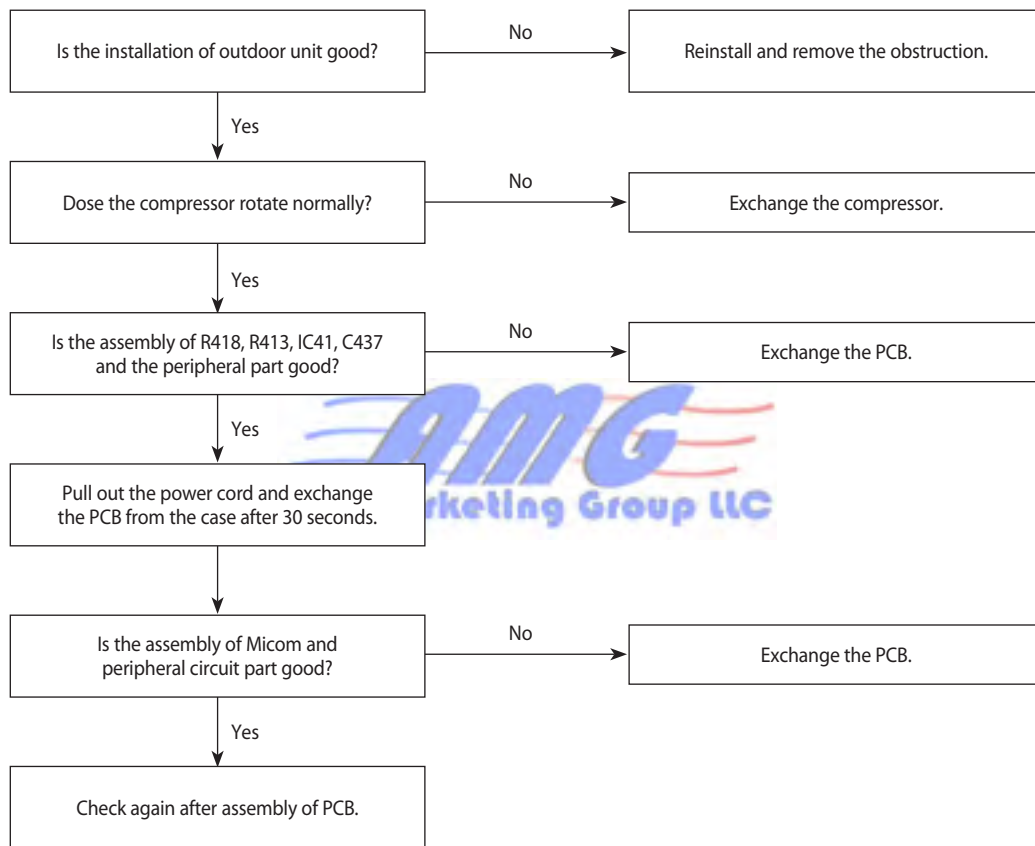 Is the installation of outdoor unit good?
No
Reinstall and remove the obstruction.
Yes
Dose the compressor rotate normally?
No
Exchange the compressor.
Yes
Is the assembly of R418, R413, IC41, C437
and the peripheral part good?
No
Exchange the PCB.
Yes
AMG
rketing Group LLC
Pull out the power cord and exchange
the PCB from the case after 30 seconds.
Is the assembly of Micom and
peripheral circuit part good?
No
Exchange the PCB.
Yes
Check again after assembly of PCB.